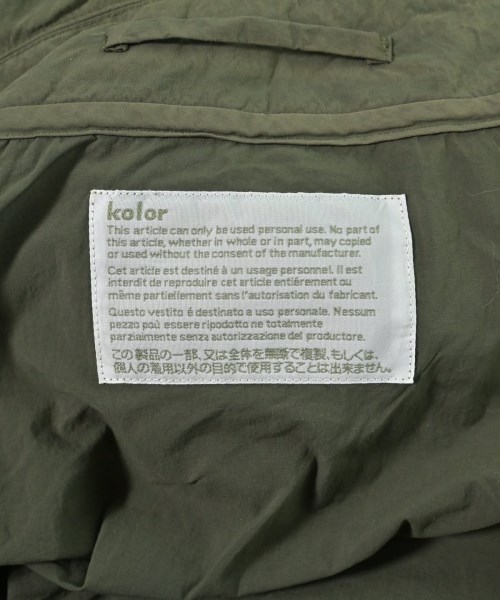 kolor
This article can only be used personal use. No part of
this article, whether in whole or in part, may copied
or used without the consent of the manufacturer.
Cet article est destiné à un usage personnel. Il est
interdit de reproduire cet article entiérement ou
même partiellement sans l'autorisation du fabricant.
Questo vestito é destinato a uso personale. Nessum
pezzo poù essere ripodotto ne totalmente
parziaimente senza autorizzazione del productore.
この製品の一部、又は全体を無断で複製、もしくは、
個人の着用以外の目的で使用することは出来ません。